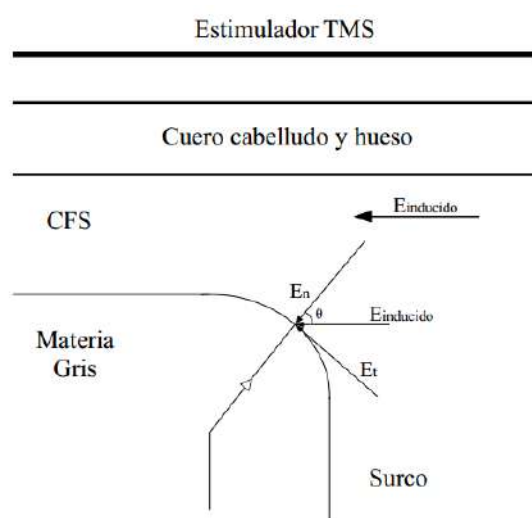 Estimulador TMS
Cuero cabelludo y hueso
CFS
Einducido
En
θ
Einducido
Materia
Gris
Et
Surco